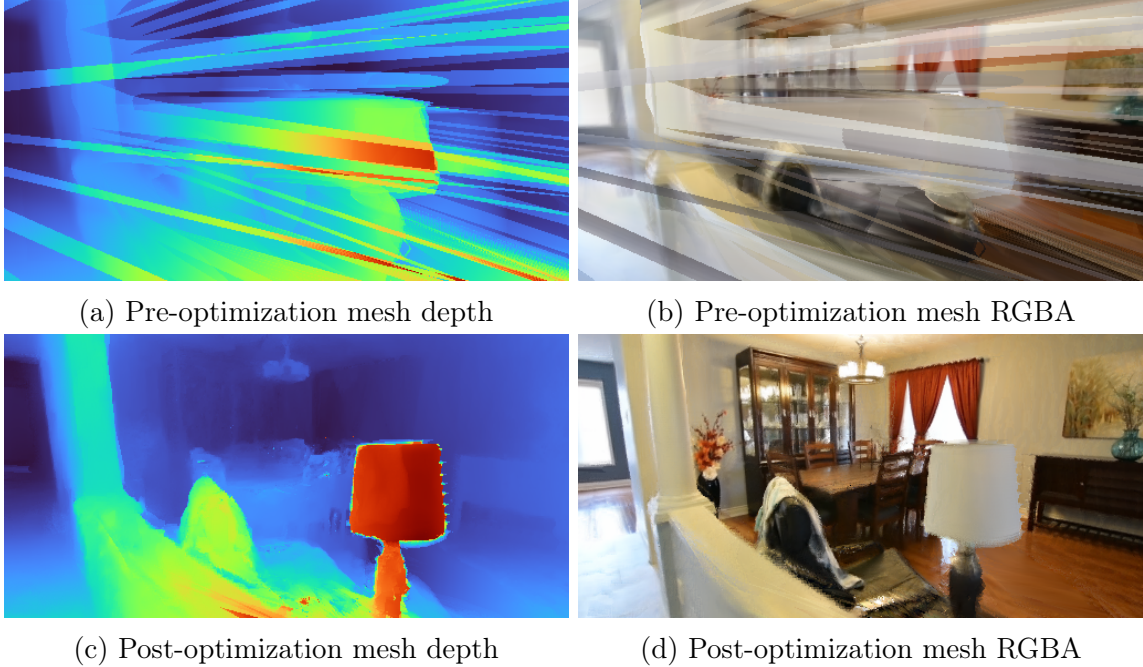 (a) Pre-optimization mesh depth
(b) Pre-optimization mesh RGBA
(c) Post-optimization mesh depth
(d) Post-optimization mesh RGBA